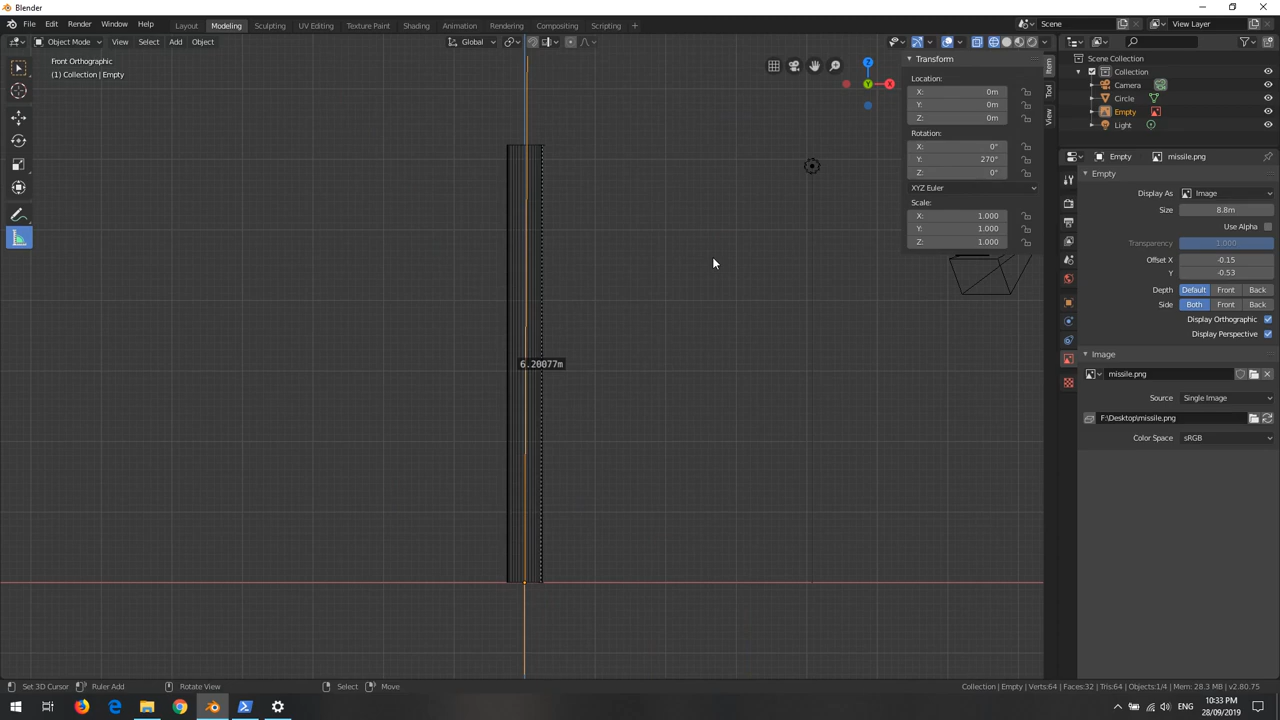 Blender
File Edit Render Window Help
Layout Modeling Sculpting UV Editing Texture Paint Shading Animation Rendering Compositing Scripting +
Scene
View Layer
Object Mode View Select Add Object
Global
Front Orthographic
(1) Collection | Empty
Z
X
Y
Transform
Location:
X: 0m
Y: 0m
Z: 0m
Rotation:
X: 0°
Y: 270°
Z: 0°
XYZ Euler
Scale:
X: 1.000
Y: 1.000
Z: 1.000
Item
Tool
View
6.20077m
Scene Collection
Collection
Camera
Circle
Empty
Light
Empty missile.png
Empty
Display As Image
Size 8.8m
Use Alpha
Transparency 1.000
Offset X -0.15
Y -0.53
Depth Default Front Back
Side Both Front Back
Display Orthographic
Display Perspective
Image
missile.png
Source Single Image
F:\Desktop\missile.png
Color Space sRGB
Set 3D Cursor Ruler Add Rotate View Select Move
Collection | Empty | Verts:64 | Faces:32 | Tris:64 | Objects:1/4 | Mem: 28.3 MB | v2.80.75
ENG
10:33 PM
28/09/2019